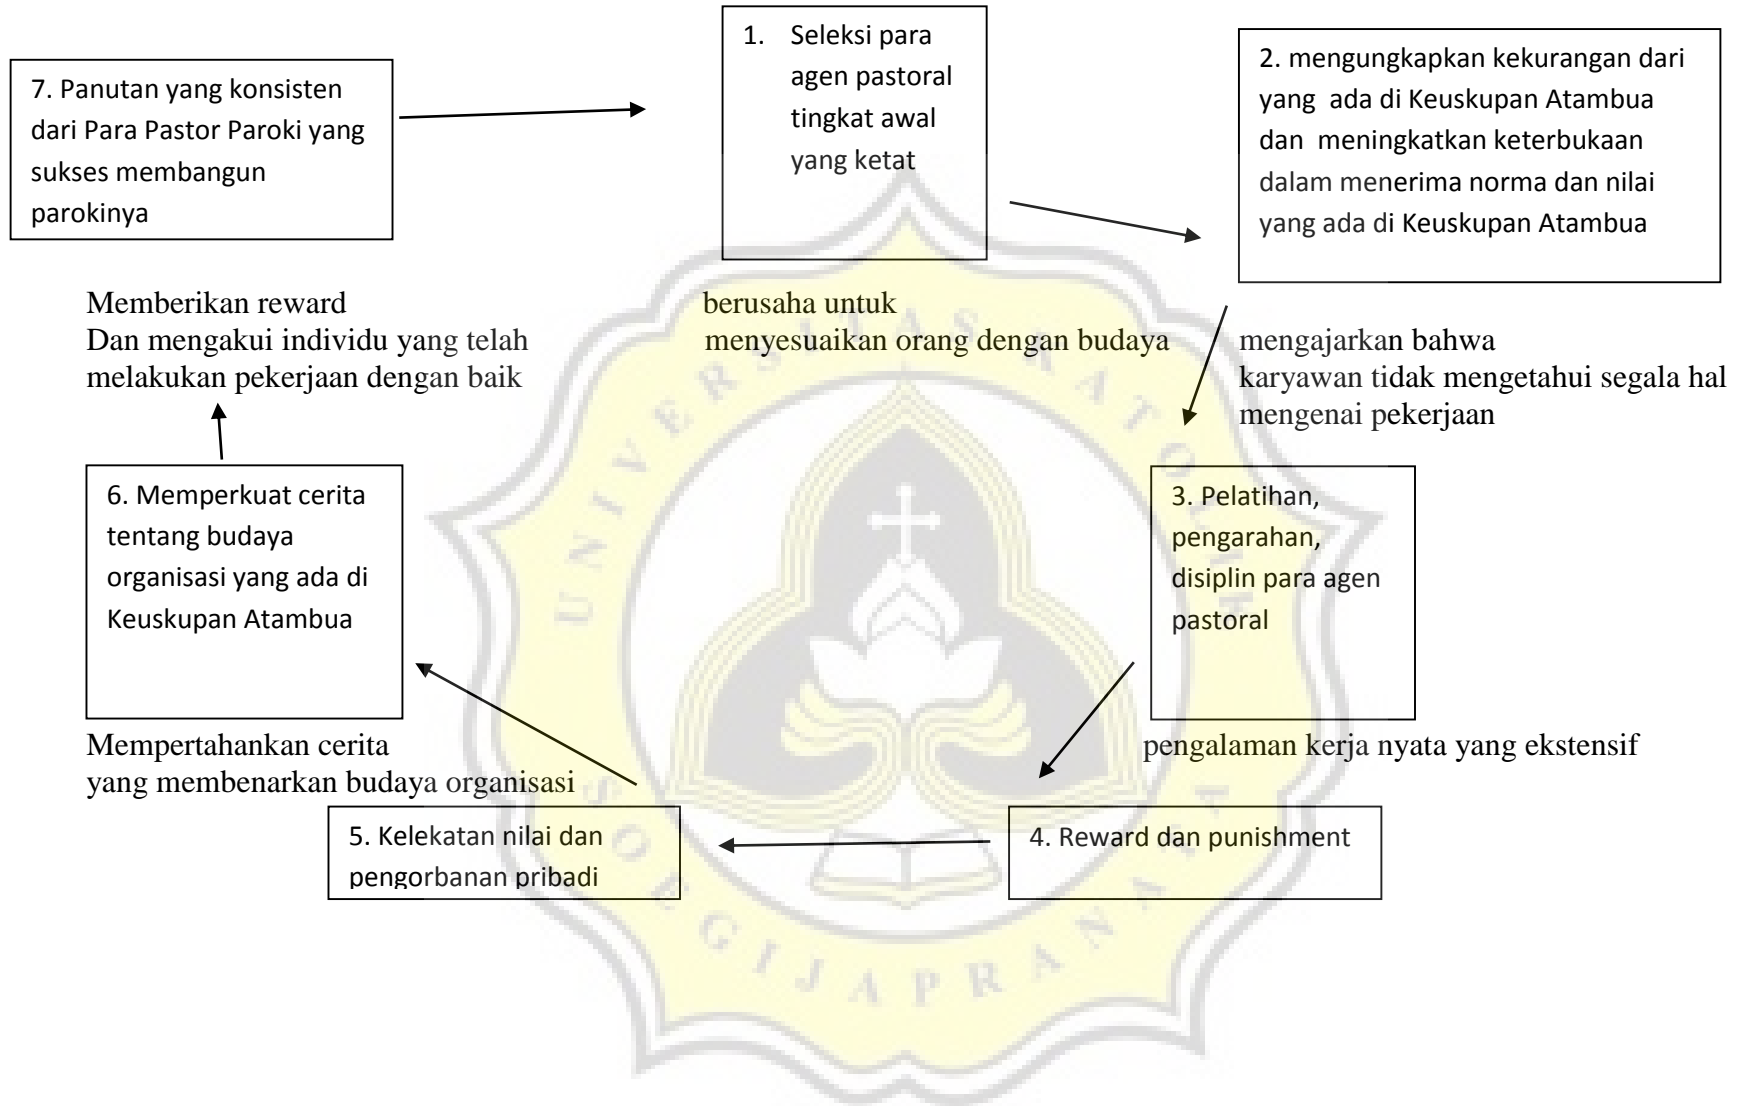 1. Seleksi para
agen pastoral
tingkat awal
yang ketat
2. mengungkapkan kekurangan dari
yang ada di Keuskupan Atambua
dan meningkatkan keterbukaan
dalam menerima norma dan nilai
yang ada di Keuskupan Atambua
7. Panutan yang konsisten
dari Para Pastor Paroki yang
sukses membangun
parokinya
Memberikan reward
Dan mengakui individu yang telah
melakukan pekerjaan dengan baik
berusaha untuk
menyesuaikan orang dengan budaya
mengajarkan bahwa
karyawan tidak mengetahui segala hal
mengenai pekerjaan
6. Memperkuat cerita
tentang budaya
organisasi yang ada di
Keuskupan Atambua
3. Pelatihan,
pengarahan,
disiplin para agen
pastoral
Mempertahankan cerita
yang membenarkan budaya organisasi
pengalaman kerja nyata yang ekstensif
5. Kelekatan nilai dan
pengorbanan pribadi
4. Reward dan punishment
UNIVERSITAS KATOLIK
SOEGIJAPRANATA